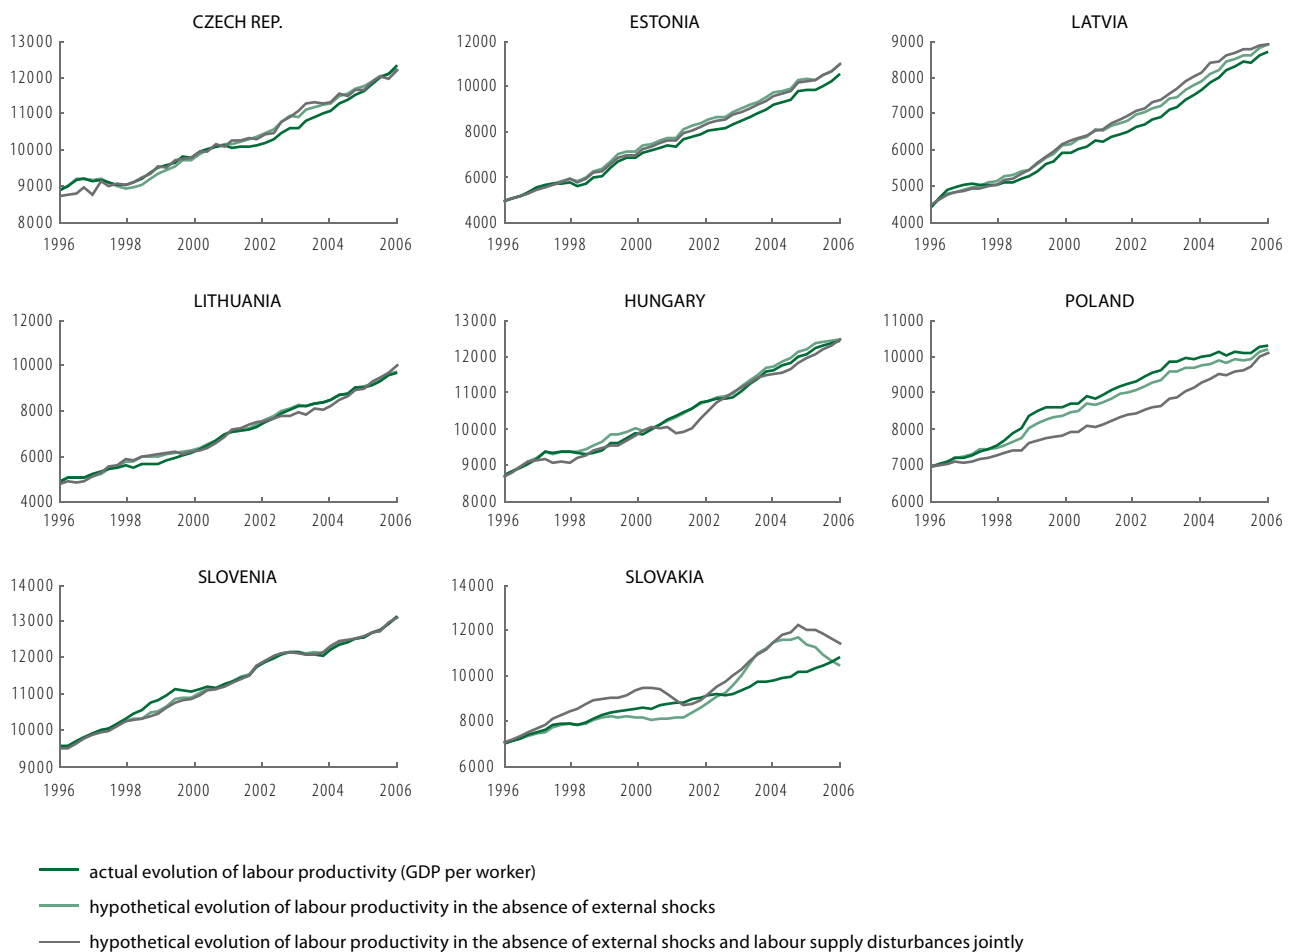 CZECH REP.
13000
12000
11000
10000
9000
8000
1996 1998 2000 2002 2004 2006
ESTONIA
12000
10000
8000
6000
4000
1996 1998 2000 2002 2004 2006
LATVIA
9000
8000
7000
6000
5000
4000
1996 1998 2000 2002 2004 2006
LITHUANIA
12000
10000
8000
6000
4000
1996 1998 2000 2002 2004 2006
HUNGARY
13000
12000
11000
10000
9000
8000
1996 1998 2000 2002 2004 2006
POLAND
11000
10000
9000
8000
7000
6000
1996 1998 2000 2002 2004 2006
SLOVENIA
14000
13000
12000
11000
10000
9000
1996 1998 2000 2002 2004 2006
SLOVAKIA
14000
12000
10000
8000
6000
1996 1998 2000 2002 2004 2006
actual evolution of labour productivity (GDP per worker)
hypothetical evolution of labour productivity in the absence of external shocks
hypothetical evolution of labour productivity in the absence of external shocks and labour supply disturbances jointly